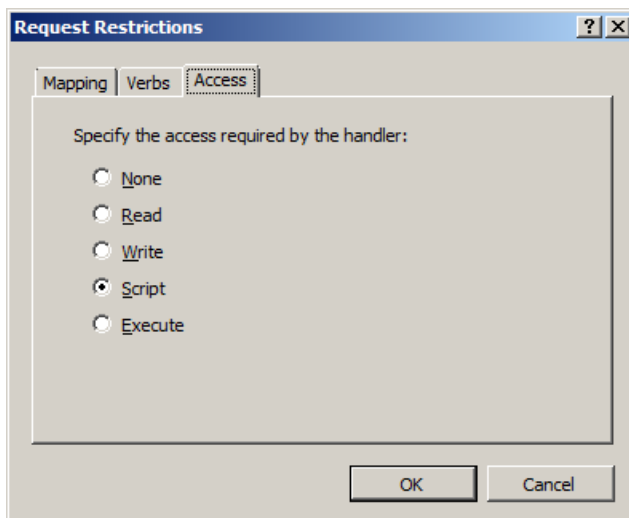 Request Restrictions
Mapping Verbs Access
Specify the access required by the handler:
None
Read
Write
Script
Execute
OK Cancel